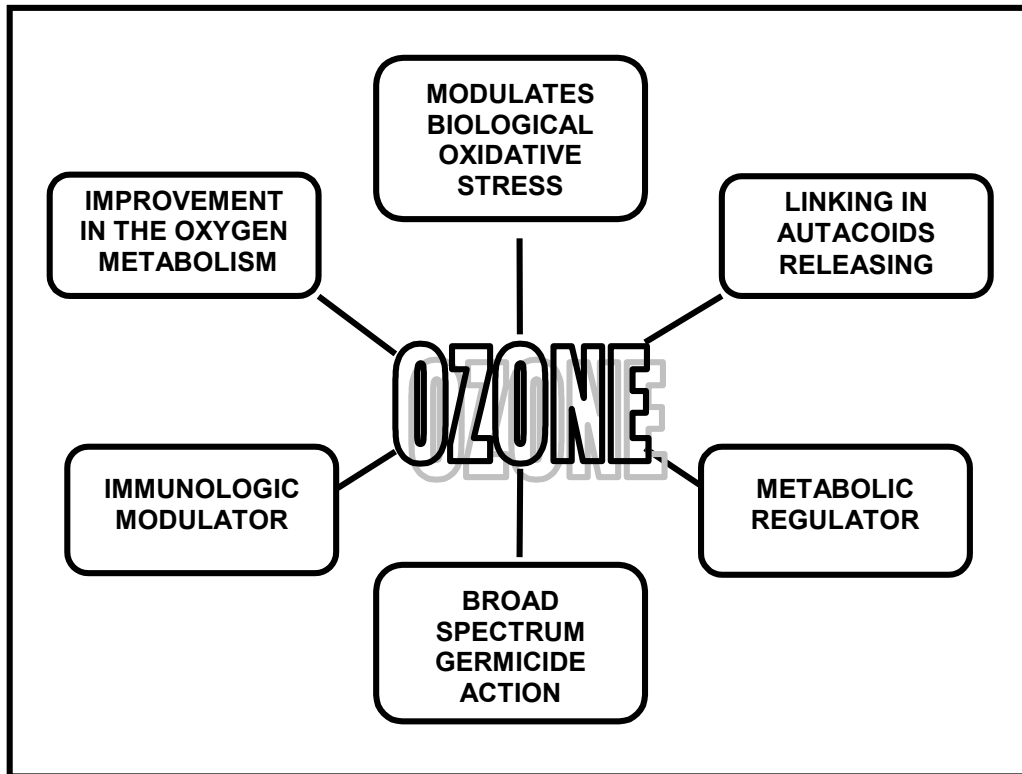 MODULATES
BIOLOGICAL
OXIDATIVE
STRESS
IMPROVEMENT
IN THE OXYGEN
METABOLISM
LINKING IN
AUTACOIDS
RELEASING
OZONE
IMMUNOLOGIC
MODULATOR
METABOLIC
REGULATOR
BROAD
SPECTRUM
GERMICIDE
ACTION